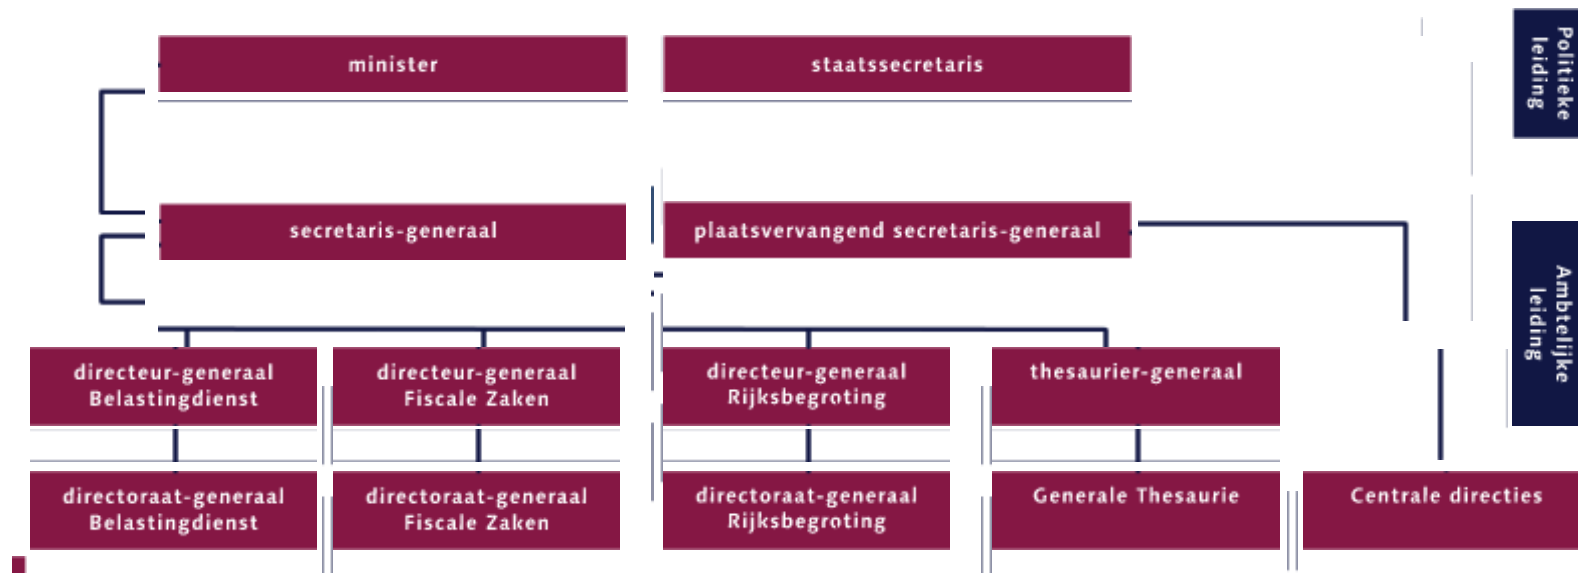 minister
staatssecretaris
Politieke
leiding
secretaris-generaal
plaatsvervangend secretaris-generaal
Ambtelijke
leiding
directeur-generaal
Belastingdienst
directeur-generaal
Fiscale Zaken
directeur-generaal
Rijksbegroting
thesaurier-generaal
directoraat-generaal
Belastingdienst
directoraat-generaal
Fiscale Zaken
directoraat-generaal
Rijksbegroting
Generale Thesaurie
Centrale directies